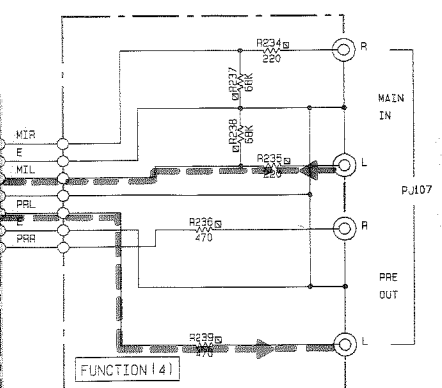 R234
220
R
R237
68K
MAIN
IN
MIR
E
R238
68K
MIL
R235
220
L
PJ107
PRL
E
R236
470
R
PRR
PRE
OUT
R239
470
L
FUNCTION(4)